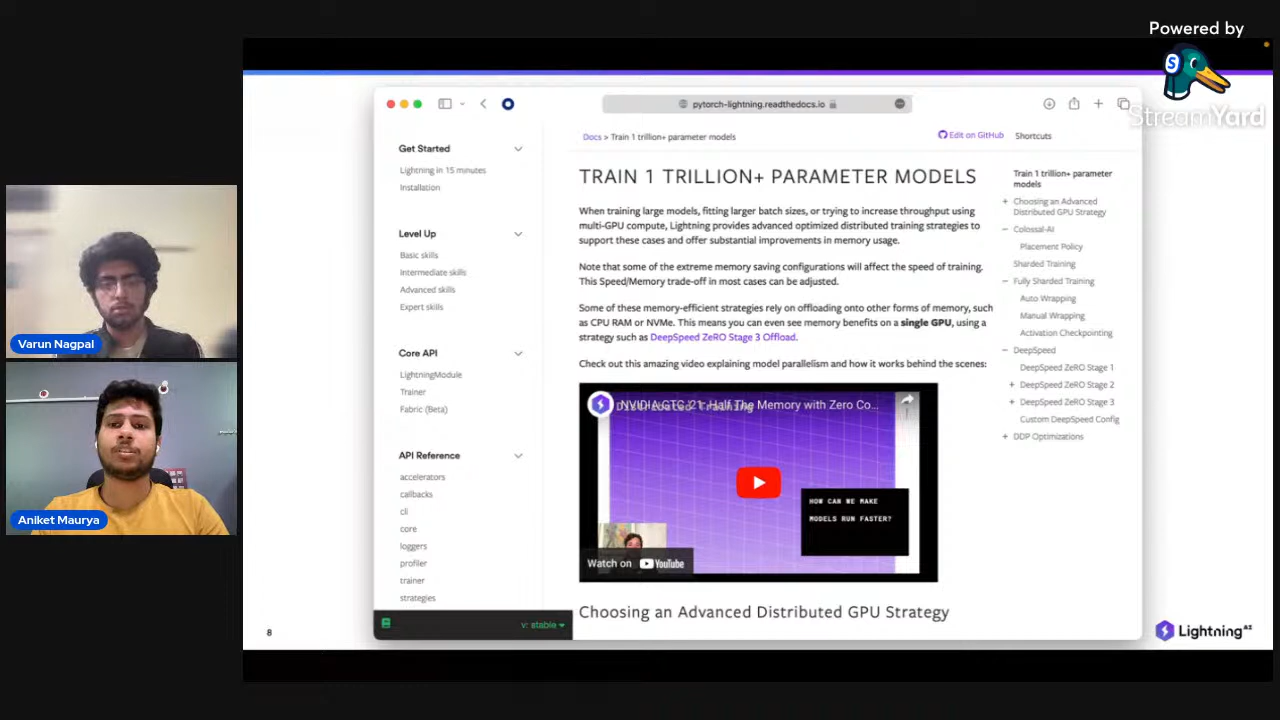 Powered by
S
StreamYard
Varun Nagpal
Aniket Maurya
pytorch-lightning.readthedocs.io
Get Started
Lightning in 15 minutes
Installation
Level Up
Basic skills
Intermediate skills
Advanced skills
Expert skills
Core API
LightningModule
Trainer
Fabric (Beta)
API Reference
accelerators
callbacks
cli
core
loggers
profiler
trainer
strategies
v: stable
Docs > Train 1 trillion+ parameter models
Edit on GitHub
Shortcuts
TRAIN 1 TRILLION+ PARAMETER MODELS
When training large models, fitting larger batch sizes, or trying to increase throughput using
multi-GPU compute, Lightning provides advanced optimized distributed training strategies to
support these cases and offer substantial improvements in memory usage.
Note that some of the extreme memory saving configurations will affect the speed of training.
This Speed/Memory trade-off in most cases can be adjusted.
Some of these memory-efficient strategies rely on offloading onto other forms of memory, such
as CPU RAM or NVMe. This means you can even see memory benefits on a single GPU, using a
strategy such as DeepSpeed ZeRO Stage 3 Offload.
Check out this amazing video explaining model parallelism and how it works behind the scenes:
NVIDIA GTC '21: Half The Memory with Zero Co...
Distributed Training
HOW CAN WE MAKE
MODELS RUN FASTER?
Watch on YouTube
Choosing an Advanced Distributed GPU Strategy
Train 1 trillion+ parameter
models
Choosing an Advanced
Distributed GPU Strategy
Colossal-AI
Placement Policy
Sharded Training
Fully Sharded Training
Auto Wrapping
Manual Wrapping
Activation Checkpointing
DeepSpeed
DeepSpeed ZeRO Stage 1
DeepSpeed ZeRO Stage 2
DeepSpeed ZeRO Stage 3
Custom DeepSpeed Config
DDP Optimizations
8
Lightning AI